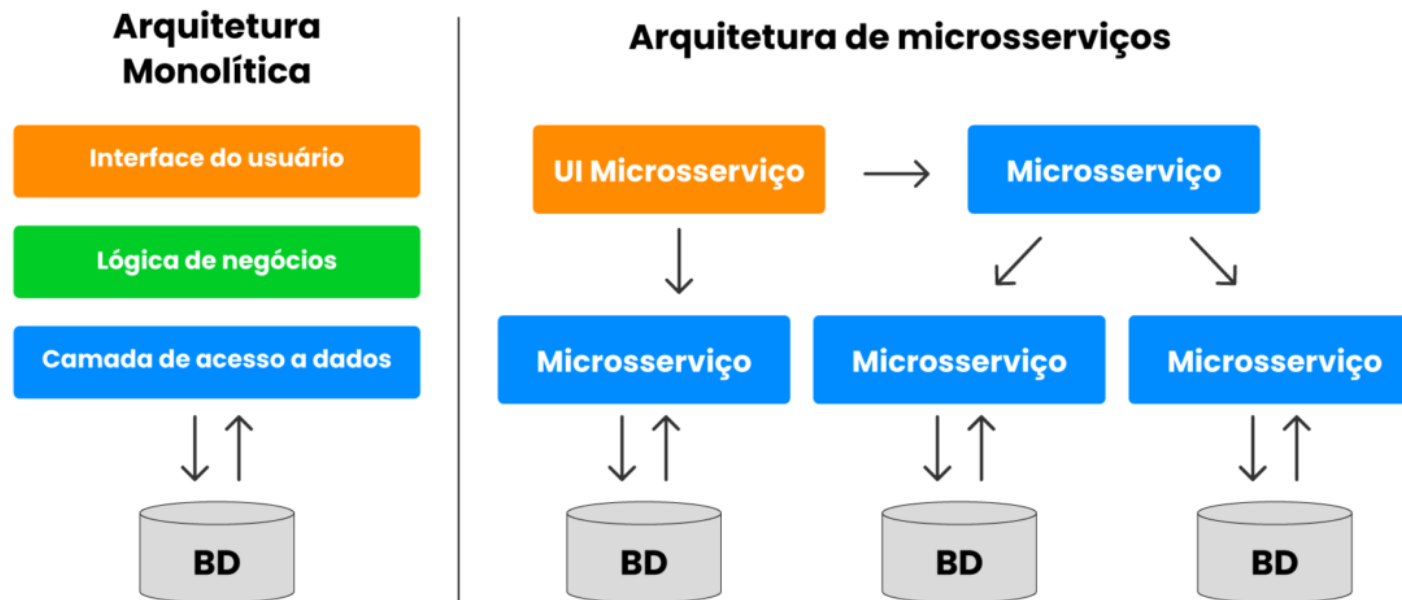 Arquitetura
Monolítica
Interface do usuário
Lógica de negócios
Camada de acesso a dados
BD
Arquitetura de microsserviços
UI Microsserviço
Microsserviço
Microsserviço
Microsserviço
Microsserviço
BD
BD
BD